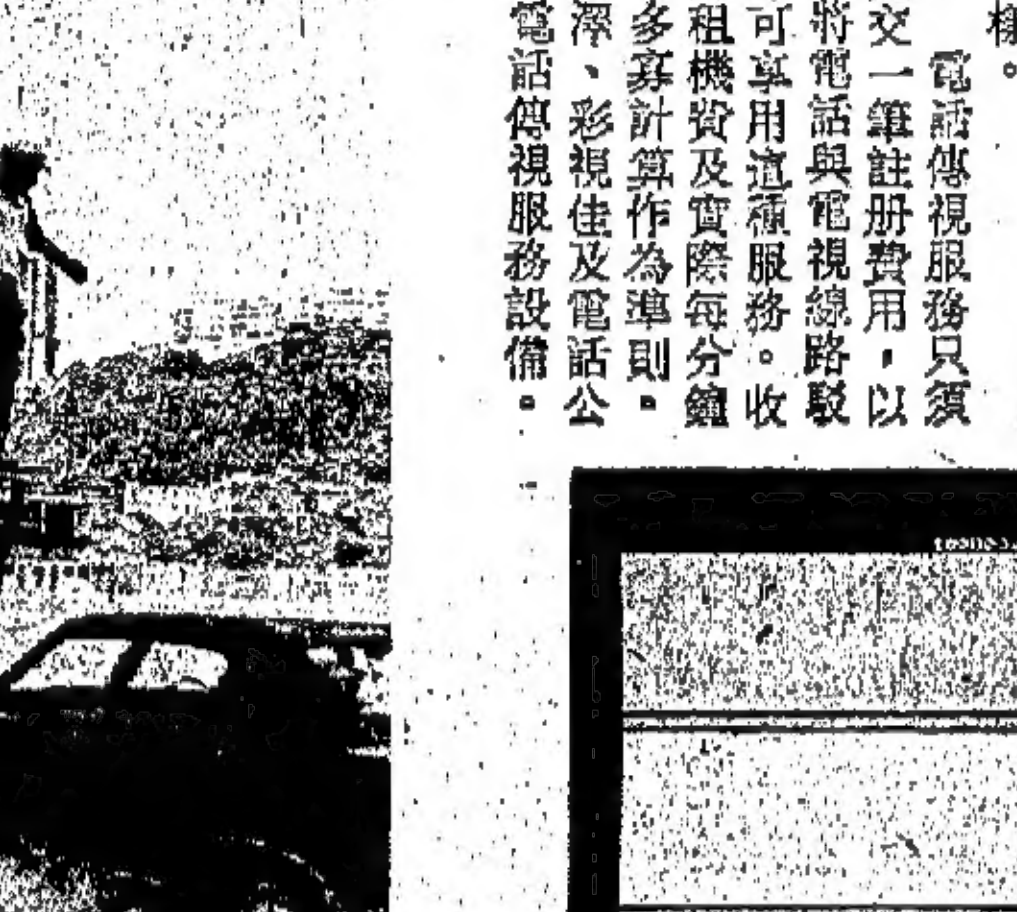 樣。
電話傳視服務只須
交一筆註册費用，以
將電話與電視線路駁
可享用這種服務。收
租機費及實際每分鐘
多寡計算作為準則。
澤、彩視佳及電話公
電話傳視服務設備。